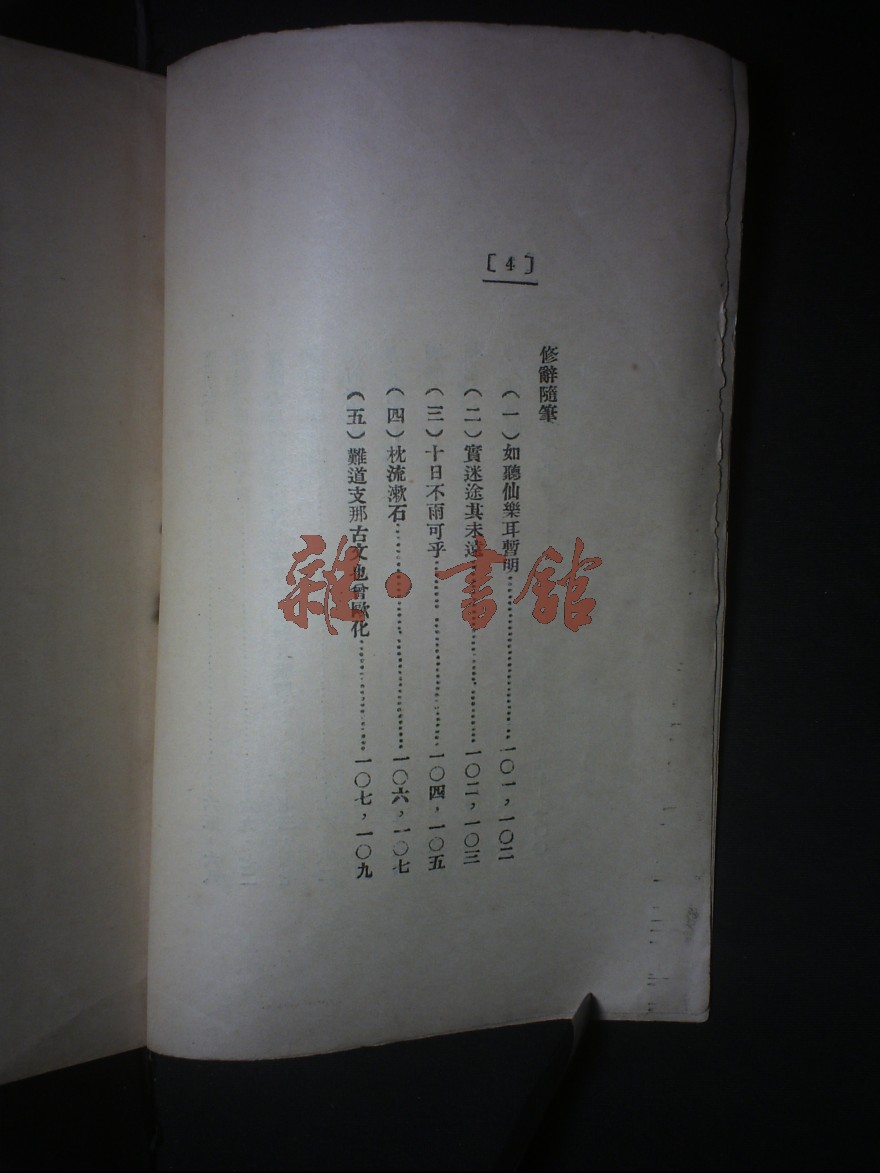 [4]
修辭隨筆
（一）如聽仙樂耳暫明……一〇一，一〇二
（二）實迷途其未遠……一〇二，一〇三
（三）十日不雨可乎……一〇四，一〇五
（四）枕流漱石……一〇六，一〇七
（五）難道支那古文也曾歐化……一〇七，一〇九
雜·書館